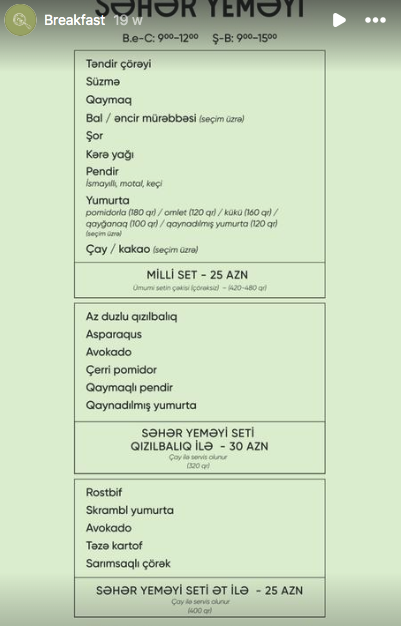 SƏHƏR YEMƏYİ
Breakfast 19 w
B.e-C: 9⁰⁰-12⁰⁰ Ş-B: 9⁰⁰-15⁰⁰
Təndir çörəyi
Süzmə
Qaymaq
Bal / əncir mürəbbəsi (seçim üzrə)
Şor
Kərə yağı
Pendir
İsmayıllı, motal, keçi
Yumurta
pomidorla (180 qr) / omlet (120 qr) / kükü (160 qr) /
qayğanaq (100 qr) / qaynadılmış yumurta (120 qr)
(seçim üzrə)
Çay / kakao (seçim üzrə)
MİLLİ SET - 25 AZN
Ümumi setin çəkisi (çörəksiz) - (420-480 qr)
Az duzlu qızılbalıq
Asparaqus
Avokado
Çerri pomidor
Qaymaqlı pendir
Qaynadılmış yumurta
SƏHƏR YEMƏYİ SETİ
QIZILBALIQ İLƏ - 30 AZN
Çay ilə servis olunur
(320 qr)
Rostbif
Skrambl yumurta
Avokado
Təzə kartof
Sarımsaqlı çörək
SƏHƏR YEMƏYİ SETİ ƏT İLƏ - 25 AZN
Çay ilə servis olunur
(400 qr)